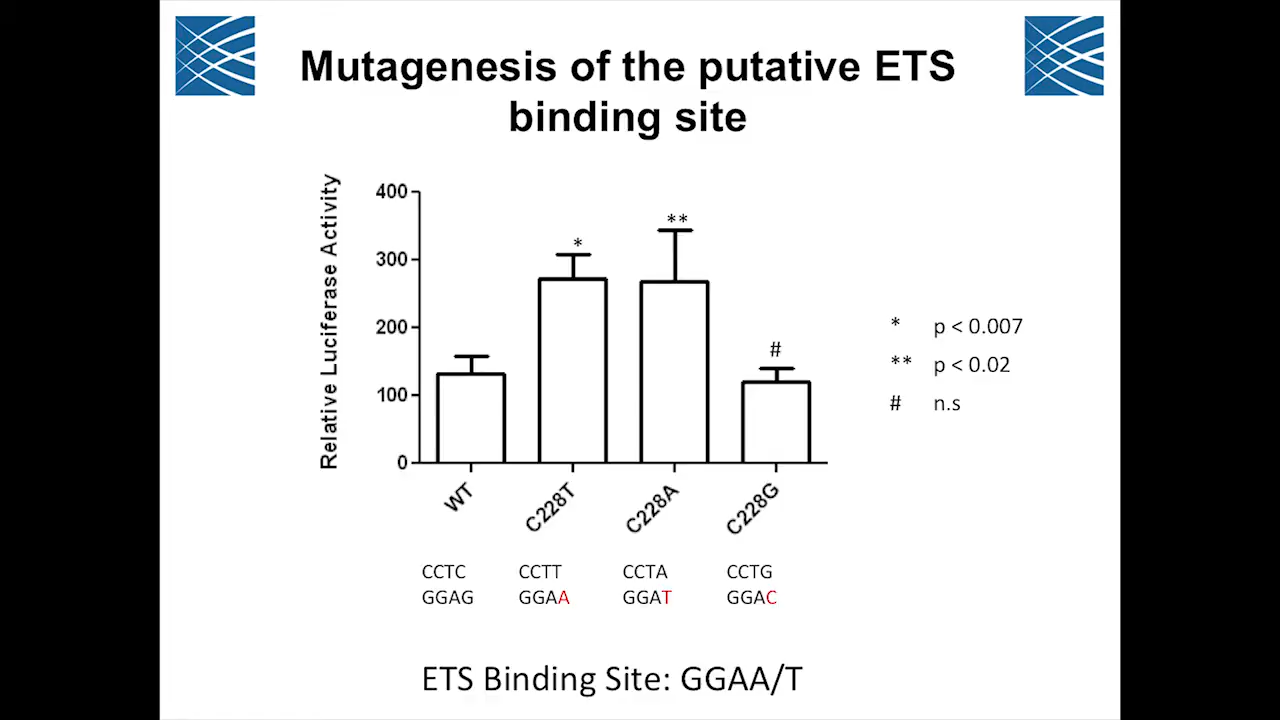 Mutagenesis of the putative ETS
binding site
Relative Luciferase Activity
400
300
200
100
0
*
**
#
WT
C228T
C228A
C228G
* p < 0.007
** p < 0.02
# n.s
CCTC CCTT CCTA CCTG
GGAG GGAA GGAT GGAC
ETS Binding Site: GGAA/T